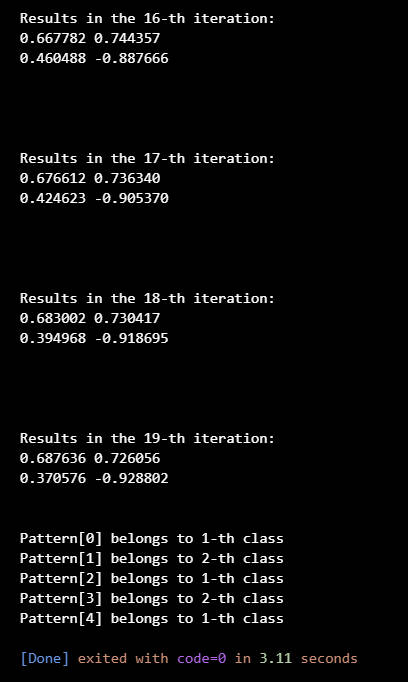 Results in the 16-th iteration:
0.667782 0.744357
0.460488 -0.887666
Results in the 17-th iteration:
0.676612 0.736340
0.424623 -0.905370
Results in the 18-th iteration:
0.683002 0.730417
0.394968 -0.918695
Results in the 19-th iteration:
0.687636 0.726056
0.370576 -0.928802
Pattern[0] belongs to 1-th class
Pattern[1] belongs to 2-th class
Pattern[2] belongs to 1-th class
Pattern[3] belongs to 2-th class
Pattern[4] belongs to 1-th class
[Done] exited with code=0 in 3.11 seconds